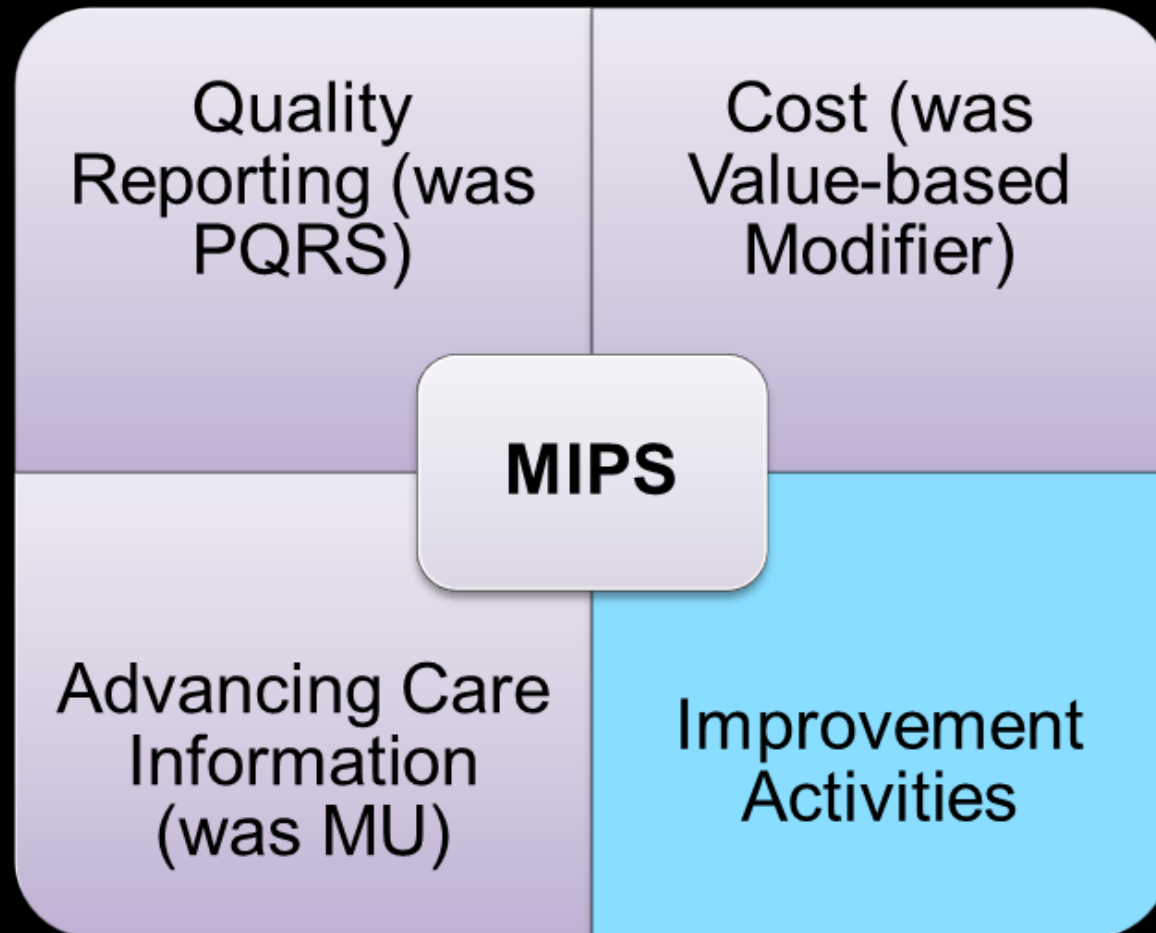 Quality
Reporting (was
PQRS)
Cost (was
Value-based
Modifier)
MIPS
Advancing Care
Information
(was MU)
Improvement
Activities